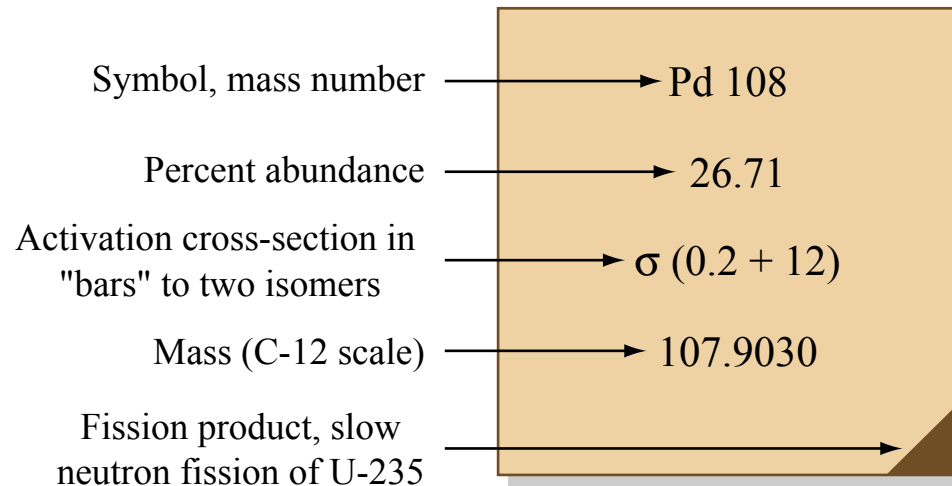 Symbol, mass number
Pd 108
Percent abundance
26.71
Activation cross-section in
"bars" to two isomers
σ (0.2 + 12)
Mass (C-12 scale)
107.9030
Fission product, slow
neutron fission of U-235